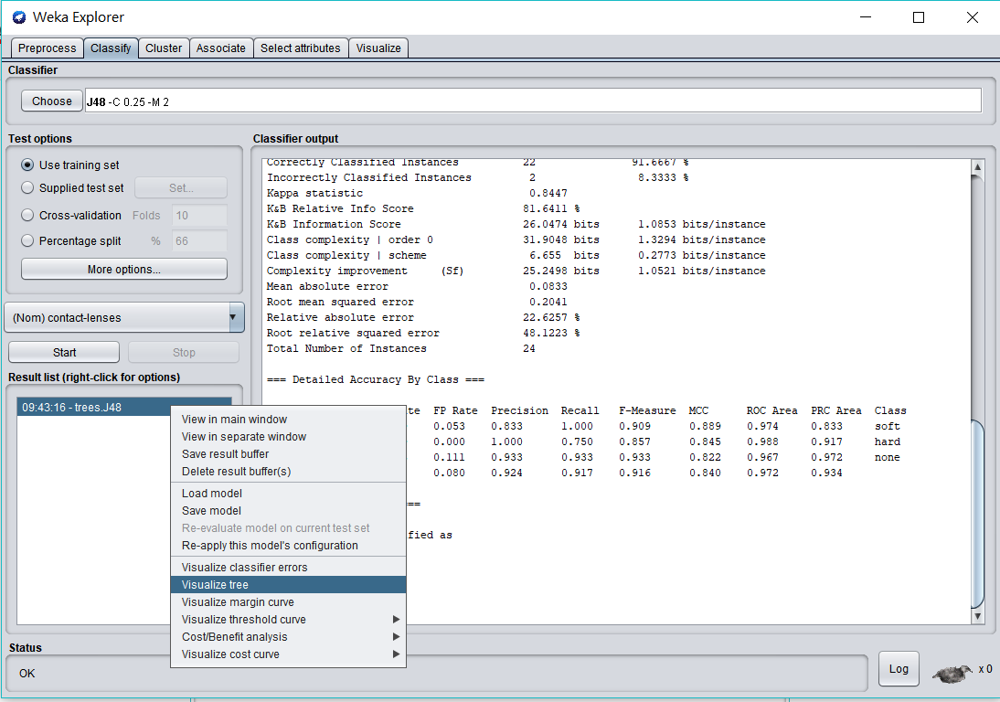 Weka Explorer
Preprocess Classify Cluster Associate Select attributes Visualize
Classifier
Choose J48 -C 0.25 -M 2
Test options
Use training set
Supplied test set Set...
Cross-validation Folds 10
Percentage split % 66
More options...
(Nom) contact-lenses
Start Stop
Result list (right-click for options)
09:43:16 - trees.J48
Classifier output
Correctly Classified Instances 22 91.6667 %
Incorrectly Classified Instances 2 8.3333 %
Kappa statistic 0.8447
K&B Relative Info Score 81.6411 %
K&B Information Score 26.0474 bits 1.0853 bits/instance
Class complexity | order 0 31.9048 bits 1.3294 bits/instance
Class complexity | scheme 6.655 bits 0.2773 bits/instance
Complexity improvement (Sf) 25.2498 bits 1.0521 bits/instance
Mean absolute error 0.0833
Root mean squared error 0.2041
Relative absolute error 22.6257 %
Root relative squared error 48.1223 %
Total Number of Instances 24
=== Detailed Accuracy By Class ===
te FP Rate Precision Recall F-Measure MCC ROC Area PRC Area Class
0.053 0.833 1.000 0.909 0.889 0.974 0.833 soft
0.000 1.000 0.750 0.857 0.845 0.988 0.917 hard
0.111 0.933 0.933 0.933 0.822 0.967 0.972 none
0.080 0.924 0.917 0.916 0.840 0.972 0.934
==
fied as
View in main window
View in separate window
Save result buffer
Delete result buffer(s)
Load model
Save model
Re-evaluate model on current test set
Re-apply this model's configuration
Visualize classifier errors
Visualize tree
Visualize margin curve
Visualize threshold curve
Cost/Benefit analysis
Visualize cost curve
Status
OK
Log
x 0